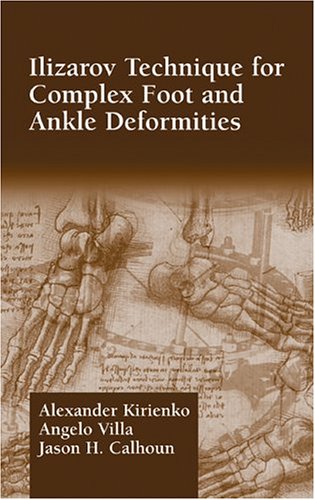 Ilizarov Technique for
Complex Foot and
Ankle Deformities
Alexander Kirienko
Angelo Villa
Jason H. Calhoun